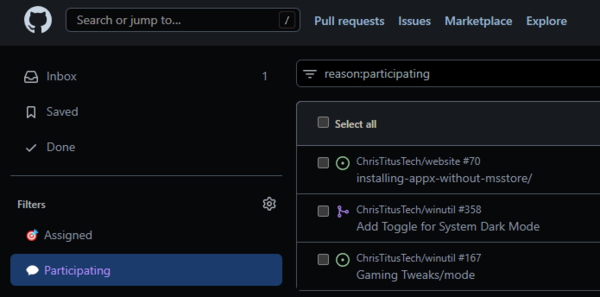 Search or jump to... /
Pull requests Issues Marketplace Explore
Inbox 1
Saved
Done
Filters
Assigned
Participating
reason:participating
Select all
ChrisTitusTech/website #70
installing-appx-without-msstore/
ChrisTitusTech/winutil #358
Add Toggle for System Dark Mode
ChrisTitusTech/winutil #167
Gaming Tweaks/mode